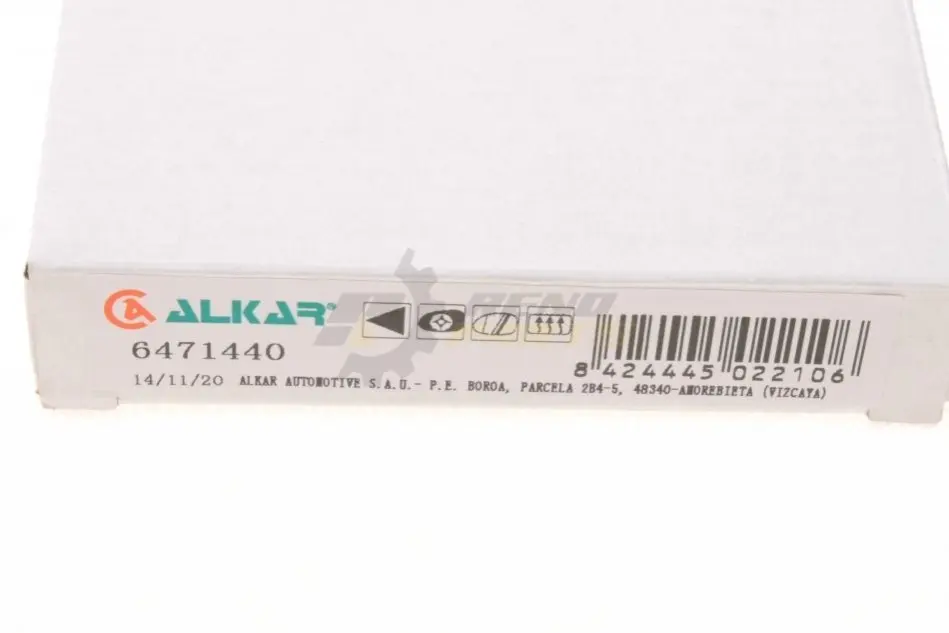 ALKAR
6471440
8 424445 022106
14/11/20 ALKAR AUTOMOTIVE S.A.U.- P.E. BOROA, PARCELA 2B4-5, 48340-AMOREBIETA (VIZCAYA)